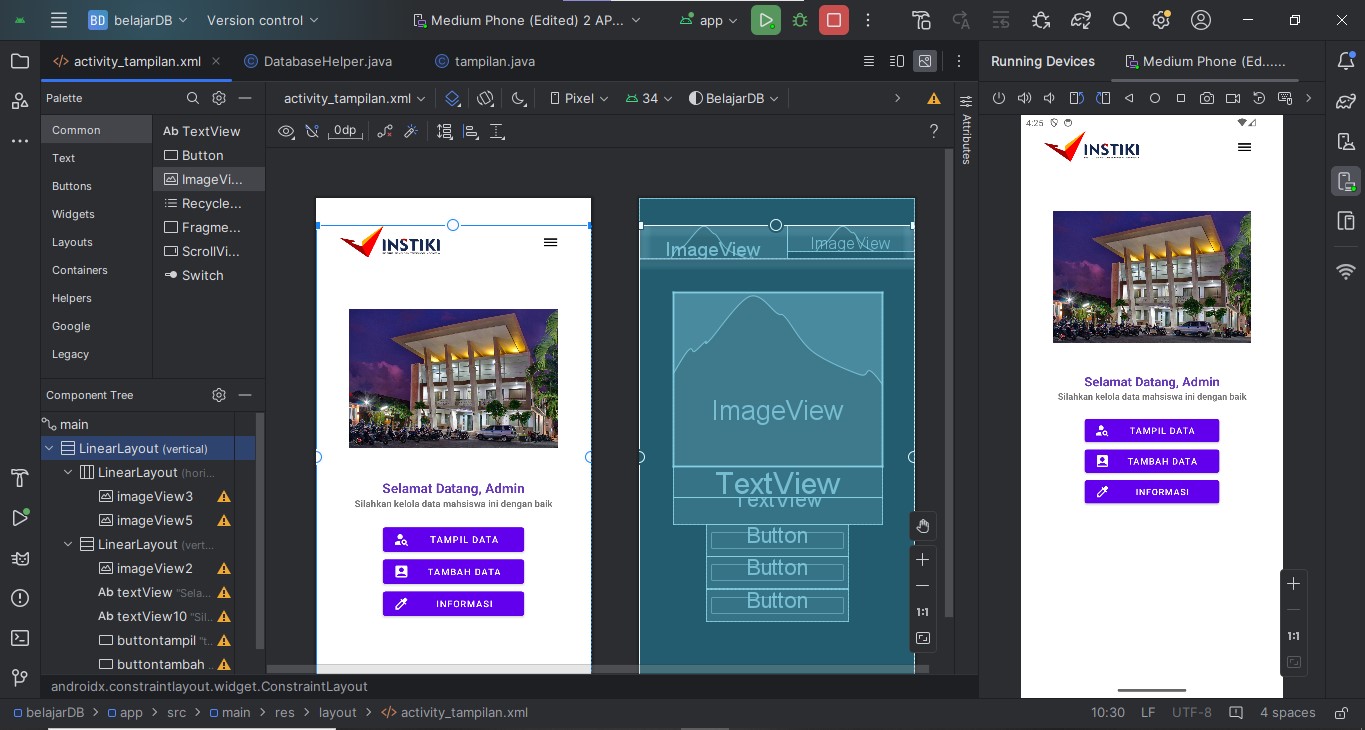 BD belajarDB Version control Medium Phone (Edited) 2 AP... app
activity_tampilan.xml DatabaseHelper.java tampilan.java Running Devices Medium Phone (Ed......
Palette
Common
Text
Buttons
Widgets
Layouts
Containers
Helpers
Google
Legacy
Ab TextView
Button
ImageVi...
Recycle...
Fragme...
ScrollVi...
Switch
activity_tampilan.xml Pixel 34 BelajarDB
0dp
?
Attributes
Component Tree
main
LinearLayout (vertical)
LinearLayout (hori...
imageView3
imageView5
LinearLayout (vert...
imageView2
Ab textView "Sela...
Ab textView10 "Sil...
buttontampil "t...
buttontambah ...
INSTIKI
Selamat Datang, Admin
Silahkan kelola data mahasiswa ini dengan baik
TAMPIL DATA
TAMBAH DATA
INFORMASI
ImageView ImageView
ImageView
TextView
TextView
Button
Button
Button
1:1
4:25
INSTIKI
Selamat Datang, Admin
Silahkan kelola data mahsiswa ini dengan baik
TAMPIL DATA
TAMBAH DATA
INFORMASI
1:1
androidx.constraintlayout.widget.ConstraintLayout
belajarDB > app > src > main > res > layout > activity_tampilan.xml 10:30 LF UTF-8 4 spaces